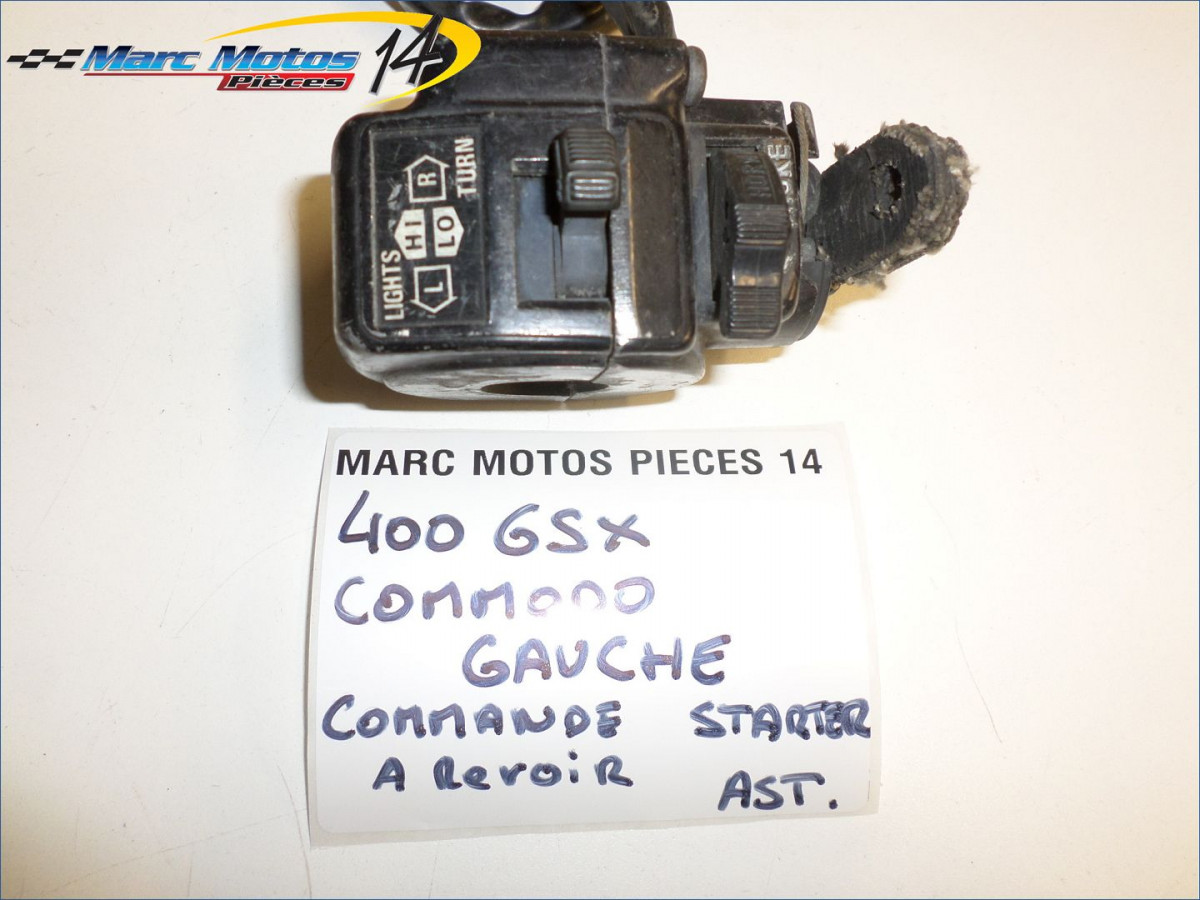 Marc Motos 14
Pièces
LIGHTS
HI
LO
L
R
TURN
MARC MOTOS PIECES 14
400 GSX
COMMODO
GAUCHE
COMMANDE STARTER
A RevoiR AST.